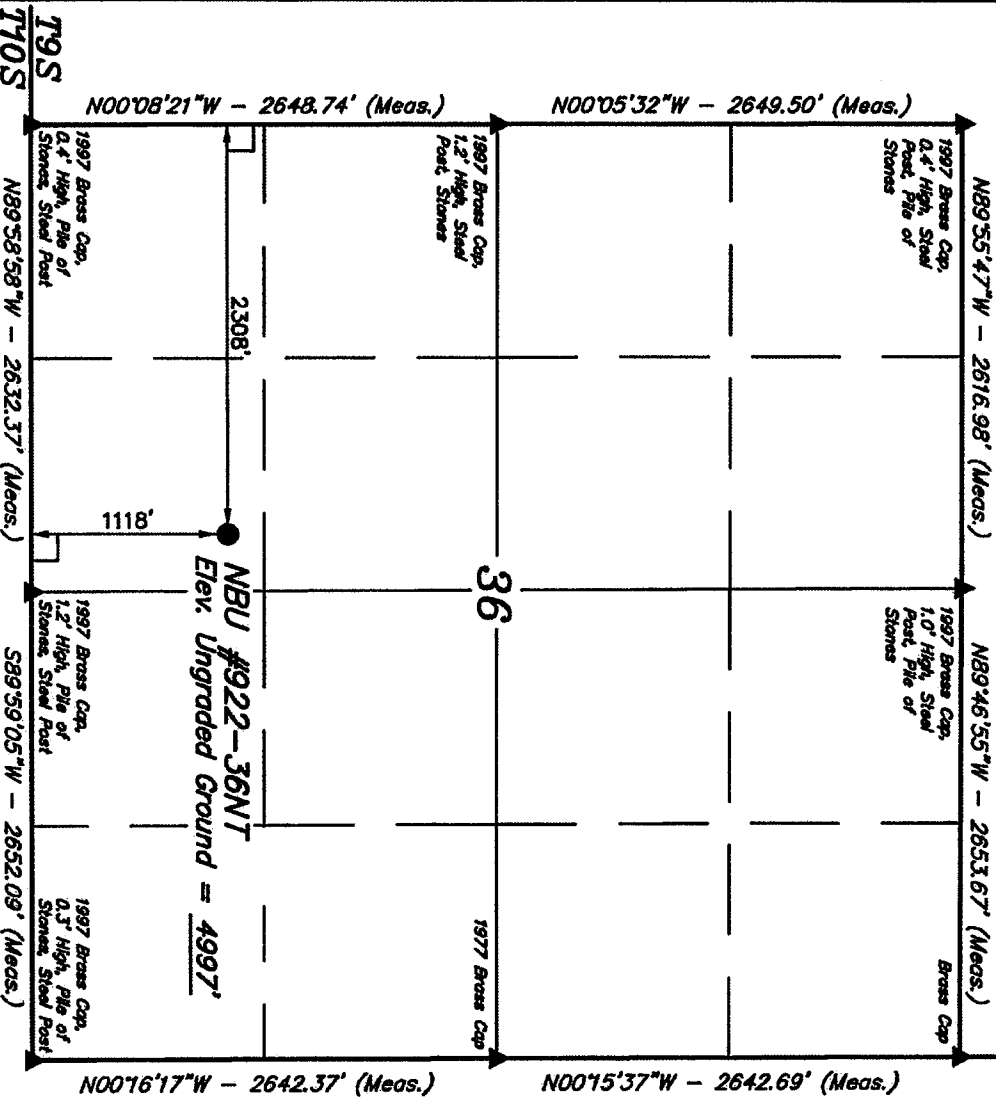 T9S
T10S
N00°08'21"W - 2648.74' (Meas.)
N00°05'32"W - 2649.50' (Meas.)
N89°55'47"W - 2616.98' (Meas.)
N89°46'55"W - 2653.67' (Meas.)
1997 Brass Cap,
0.4' High, Steel
Post, Pile of
Stones
1997 Brass Cap,
1.0' High, Steel
Post, Pile of
Stones
Brass Cap
1997 Brass Cap,
1.2' High, Steel
Post, Stones
36
1977 Brass Cap
2308'
1118'
NBU #922-36NT
Elev. Ungraded Ground = 4997'
1997 Brass Cap,
0.4' High, Pile of
Stones, Steel Post
1997 Brass Cap,
1.2' High, Pile of
Stones, Steel Post
1997 Brass Cap,
0.3' High, Pile of
Stones, Steel Post
N89°58'58"W - 2632.37' (Meas.)
S89°59'05"W - 2652.09' (Meas.)
N00°16'17"W - 2642.37' (Meas.)
N00°15'37"W - 2642.69' (Meas.)